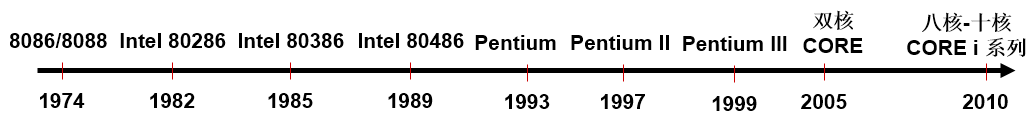 8086/8088 Intel 80286 Intel 80386 Intel 80486 Pentium Pentium II Pentium III 双核 CORE 八核-十核 CORE i 系列
1974 1982 1985 1989 1993 1997 1999 2005 2010